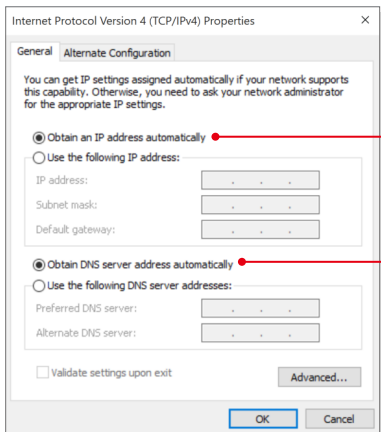 Internet Protocol Version 4 (TCP/IPv4) Properties
General Alternate Configuration
You can get IP settings assigned automatically if your network supports
this capability. Otherwise, you need to ask your network administrator
for the appropriate IP settings.
Obtain an IP address automatically
Use the following IP address:
IP address:
Subnet mask:
Default gateway:
Obtain DNS server address automatically
Use the following DNS server addresses:
Preferred DNS server:
Alternate DNS server:
Validate settings upon exit
Advanced...
OK Cancel